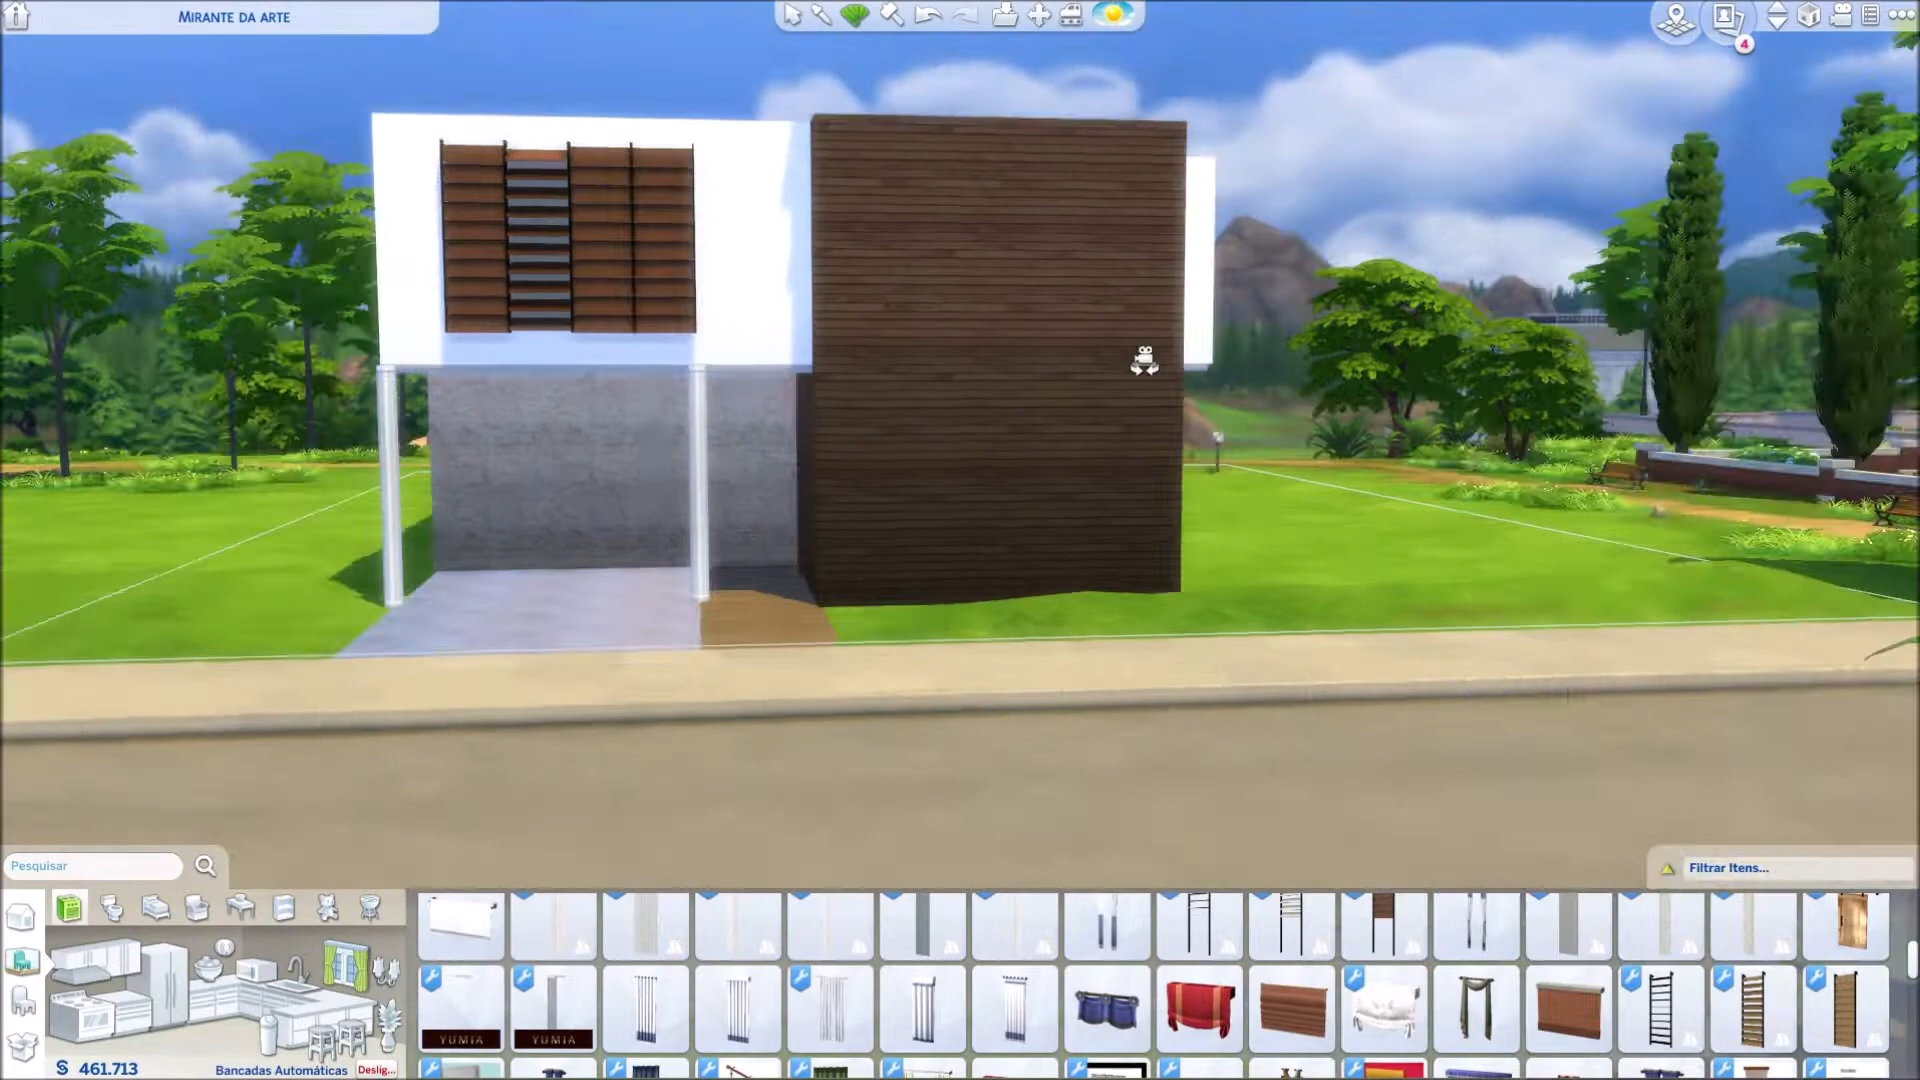 Mirante da arte
4
Pesquisar
Filtrar Itens...
YUMIA
YUMIA
§ 461.713
Bancadas Automáticas
Deslig...